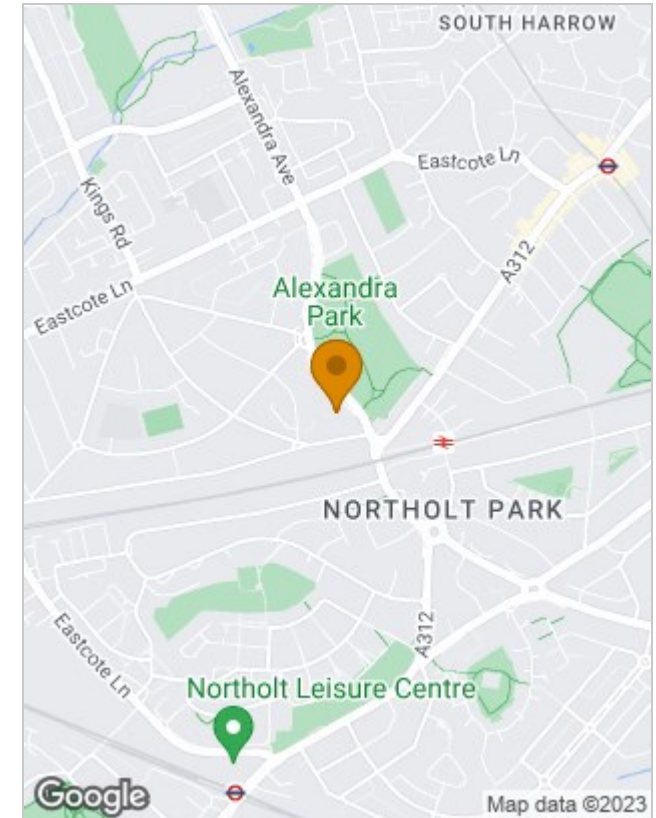 SOUTH HARROW
Alexandra Ave
Eastcote Ln
Kings Rd
A312
Eastcote Ln
Alexandra
Park
NORTHOLT PARK
Eastcote Ln
A312
Northolt Leisure Centre
Google
Map data ©2023